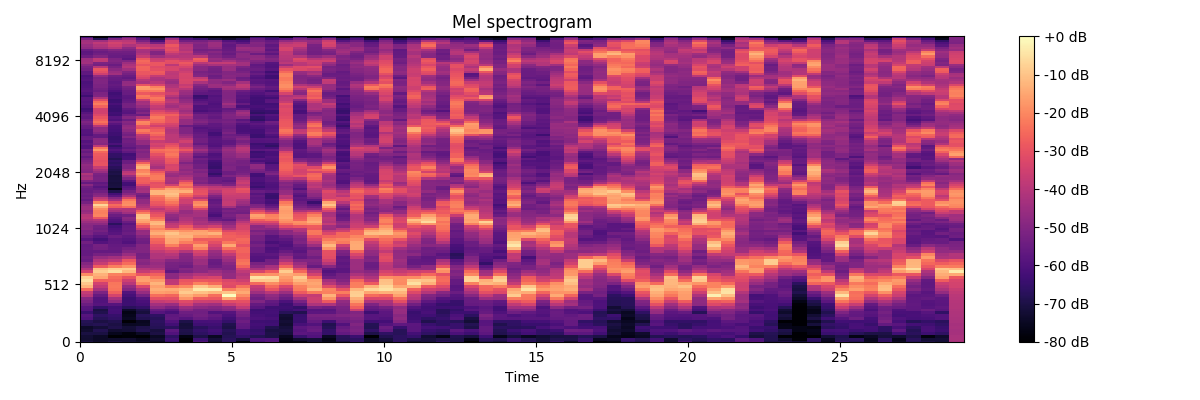 Mel spectrogram
Hz
8192
4096
2048
1024
512
0
0 5 10 15 20 25
Time
+0 dB
-10 dB
-20 dB
-30 dB
-40 dB
-50 dB
-60 dB
-70 dB
-80 dB